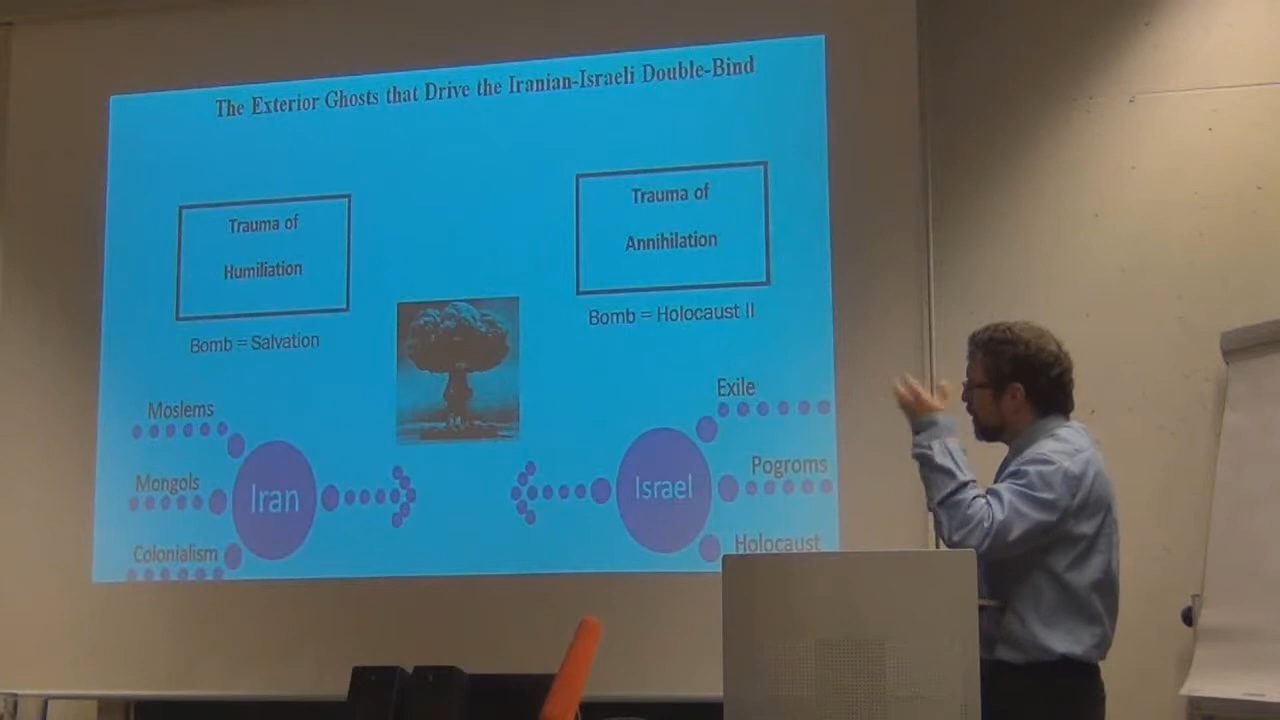 The Exterior Ghosts that Drive the Iranian-Israeli Double-Bind
Trauma of
Humiliation
Bomb = Salvation
Trauma of
Annihilation
Bomb = Holocaust II
Moslems
Mongols
Colonialism
Iran
Israel
Exile
Pogroms
Holocaust